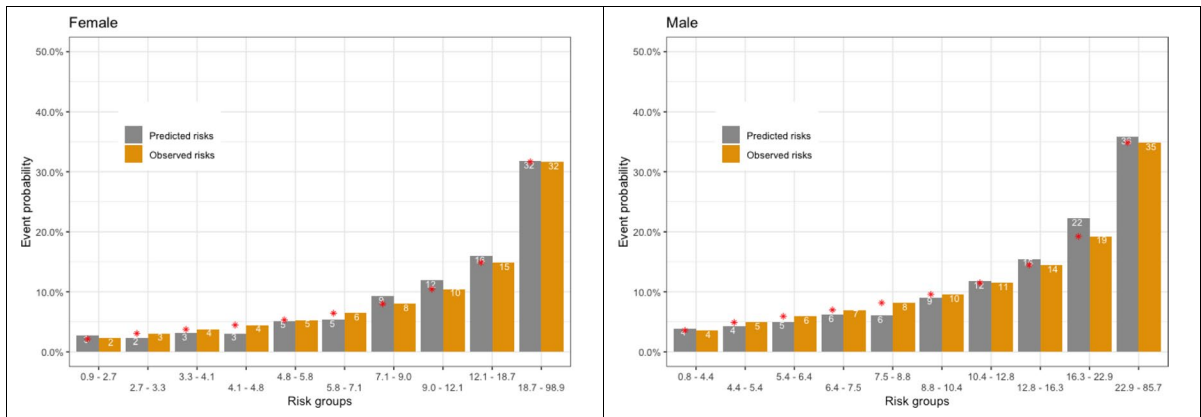 Female
50.0%
40.0%
30.0%
20.0%
10.0%
0.0%
Event probability
Predicted risks
Observed risks
2
2 3
3 4
3 4
5 5
5 6
9 8
12 10
16 15
32 32
0.9 - 2.7 3.3 - 4.1 4.8 - 5.8 7.1 - 9.0 12.1 - 18.7
2.7 - 3.3 4.1 - 4.8 5.8 - 7.1 9.0 - 12.1 18.7 - 98.9
Risk groups
Male
50.0%
40.0%
30.0%
20.0%
10.0%
0.0%
Event probability
Predicted risks
Observed risks
4 4
4 5
5 6
6 7
6 8
9 10
12 11
15 14
22 19
35
0.8 - 4.4 5.4 - 6.4 7.5 - 8.8 10.4 - 12.8 16.3 - 22.9
4.4 - 5.4 6.4 - 7.5 8.8 - 10.4 12.8 - 16.3 22.9 - 85.7
Risk groups